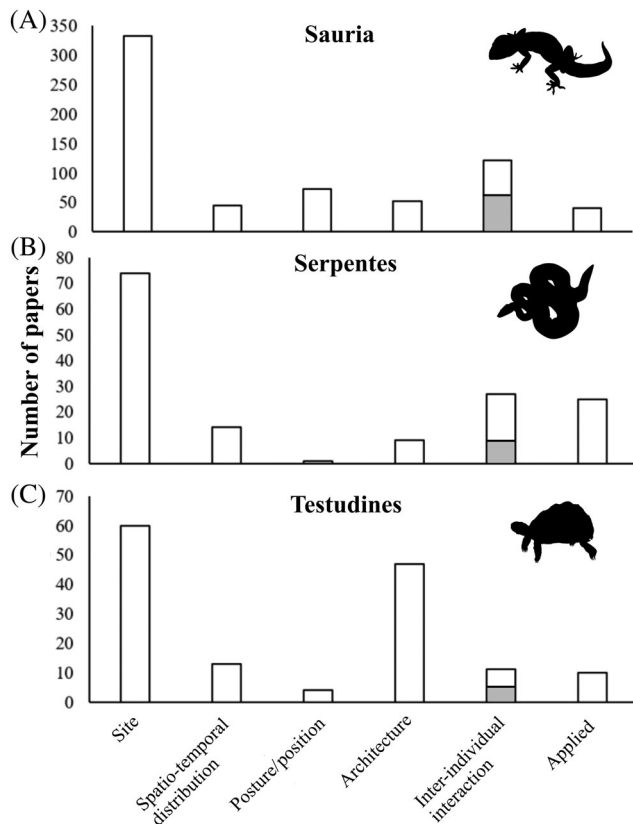 (A)
Sauria
350
300
250
200
150
100
50
0
(B)
Serpentes
80
70
60
50
40
30
20
10
0
Number of papers
(C)
Testudines
70
60
50
40
30
20
10
0
Site
Spatio-temporal
distribution
Posture/position
Architecture
Inter-individual
interaction
Applied